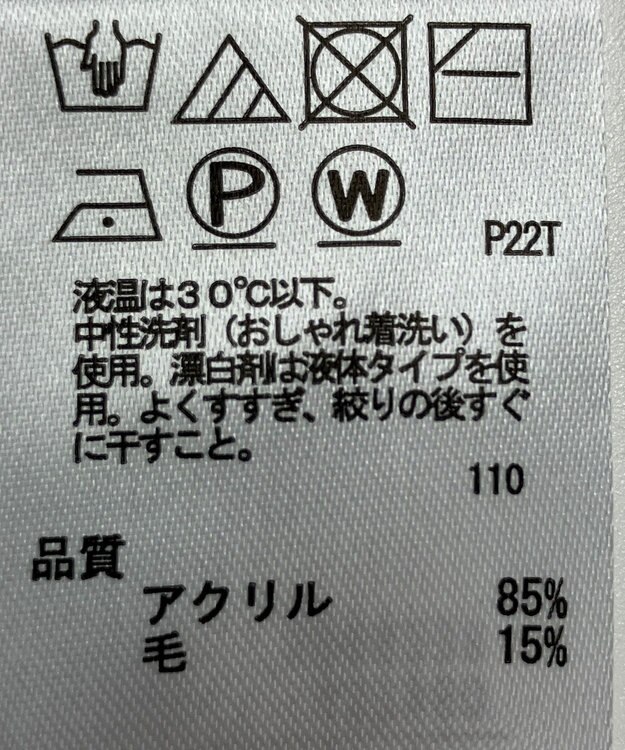 P
W
P22T
液温は30℃以下。
中性洗剤（おしゃれ着洗い）を
使用。漂白剤は液体タイプを使
用。よくすすぎ、絞りの後すぐ
に干すこと。
110
品質
アクリル 85%
毛 15%